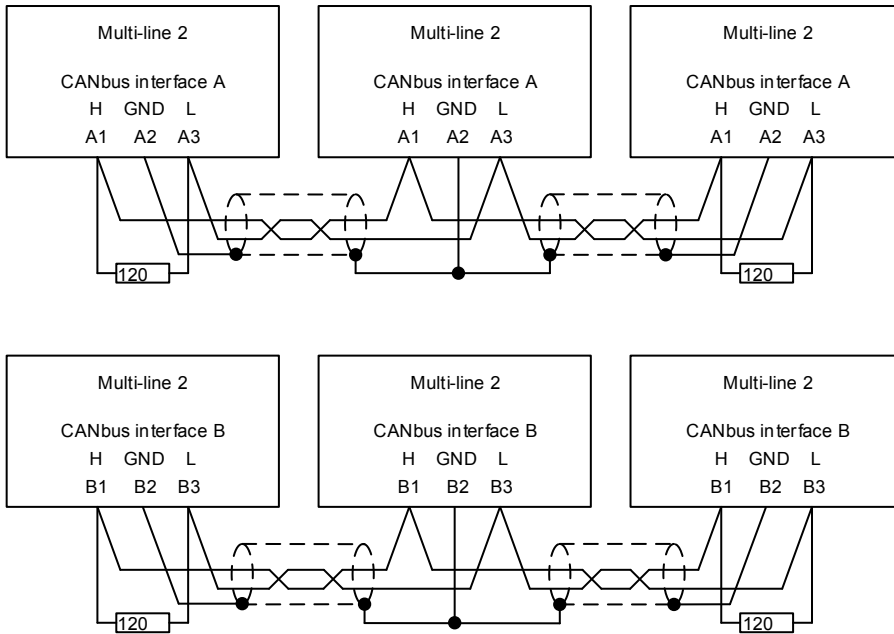 Multi-line 2 Multi-line 2 Multi-line 2
CANbus interface A CANbus interface A CANbus interface A
H GND L H GND L H GND L
A1 A2 A3 A1 A2 A3 A1 A2 A3
120 120
Multi-line 2 Multi-line 2 Multi-line 2
CANbus interface B CANbus interface B CANbus interface B
H GND L H GND L H GND L
B1 B2 B3 B1 B2 B3 B1 B2 B3
120 120